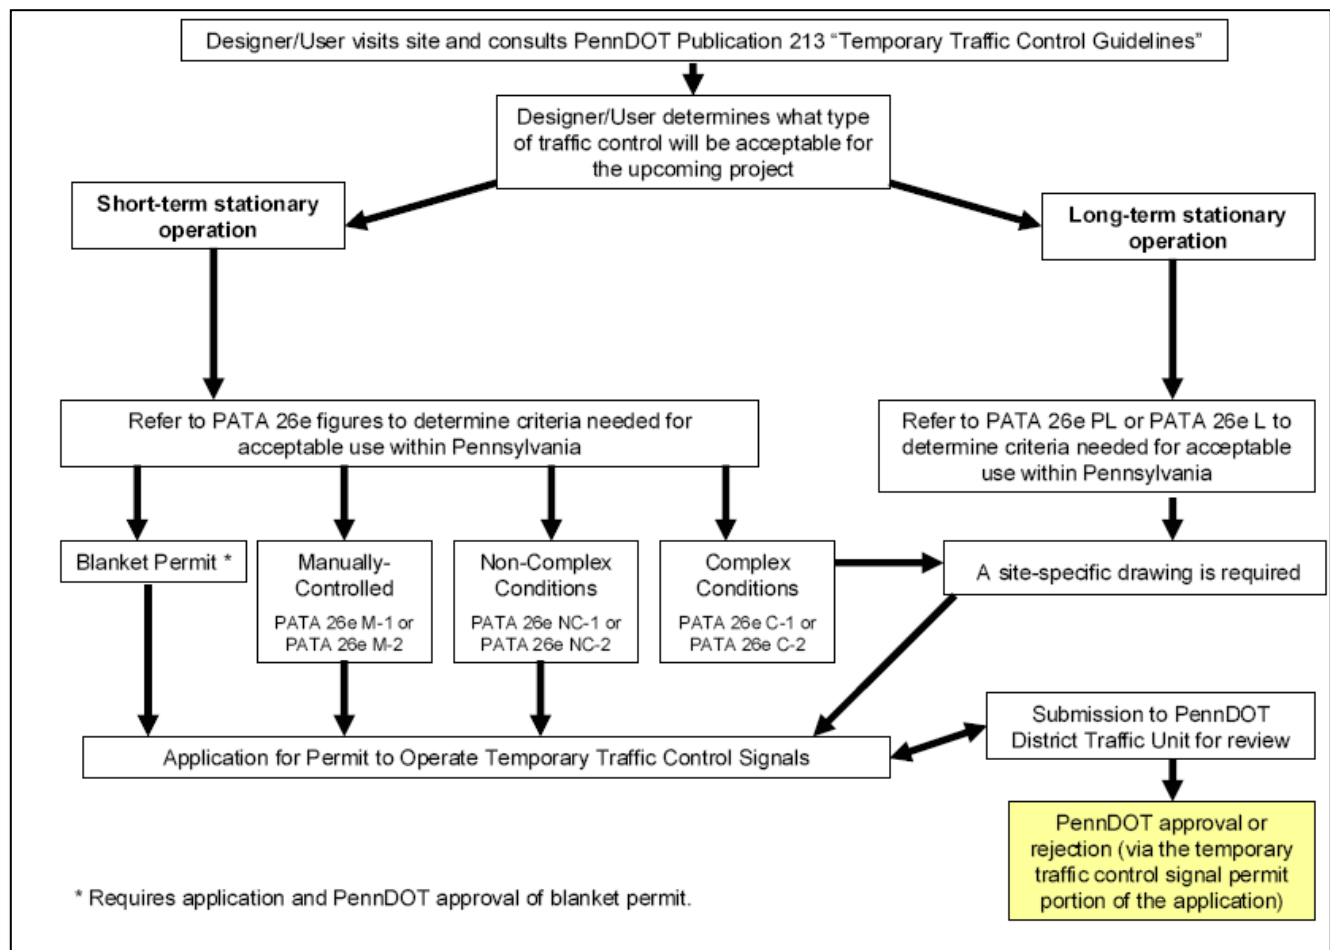 Designer/User visits site and consults PennDOT Publication 213 “Temporary Traffic Control Guidelines”
Designer/User determines what type
of traffic control will be acceptable for
the upcoming project
Short-term stationary
operation
Long-term stationary
operation
Refer to PATA 26e figures to determine criteria needed for
acceptable use within Pennsylvania
Refer to PATA 26e PL or PATA 26e L to
determine criteria needed for acceptable
use within Pennsylvania
Blanket Permit *
Manually-
Controlled
PATA 26e M-1 or
PATA 26e M-2
Non-Complex
Conditions
PATA 26e NC-1 or
PATA 26e NC-2
Complex
Conditions
PATA 26e C-1 or
PATA 26e C-2
A site-specific drawing is required
Application for Permit to Operate Temporary Traffic Control Signals
Submission to PennDOT
District Traffic Unit for review
PennDOT approval or
rejection (via the temporary
traffic control signal permit
portion of the application)
* Requires application and PennDOT approval of blanket permit.